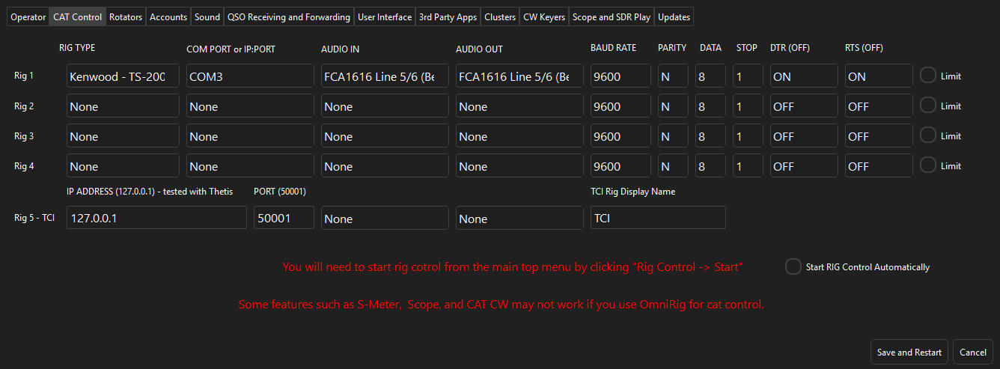 Operator CAT Control Rotators Accounts Sound QSO Receiving and Forwarding User Interface 3rd Party Apps Clusters CW Keyers Scope and SDR Play Updates
RIG TYPE COM PORT or IP:PORT AUDIO IN AUDIO OUT BAUD RATE PARITY DATA STOP DTR (OFF) RTS (OFF)
Rig 1 Kenwood - TS-200 COM3 FCA1616 Line 5/6 (Be FCA1616 Line 5/6 (Be 9600 N 8 1 ON ON Limit
Rig 2 None None None None 9600 N 8 1 OFF OFF Limit
Rig 3 None None None None 9600 N 8 1 OFF OFF Limit
Rig 4 None None None None 9600 N 8 1 OFF OFF Limit
IP ADDRESS (127.0.0.1) - tested with Thetis PORT (50001) TCI Rig Display Name
Rig 5 - TCI 127.0.0.1 50001 None None TCI
You will need to start rig cotrol from the main top menu by clicking "Rig Control -> Start" Start RIG Control Automatically
Some features such as S-Meter, Scope, and CAT CW may not work if you use OmniRig for cat control.
Save and Restart Cancel